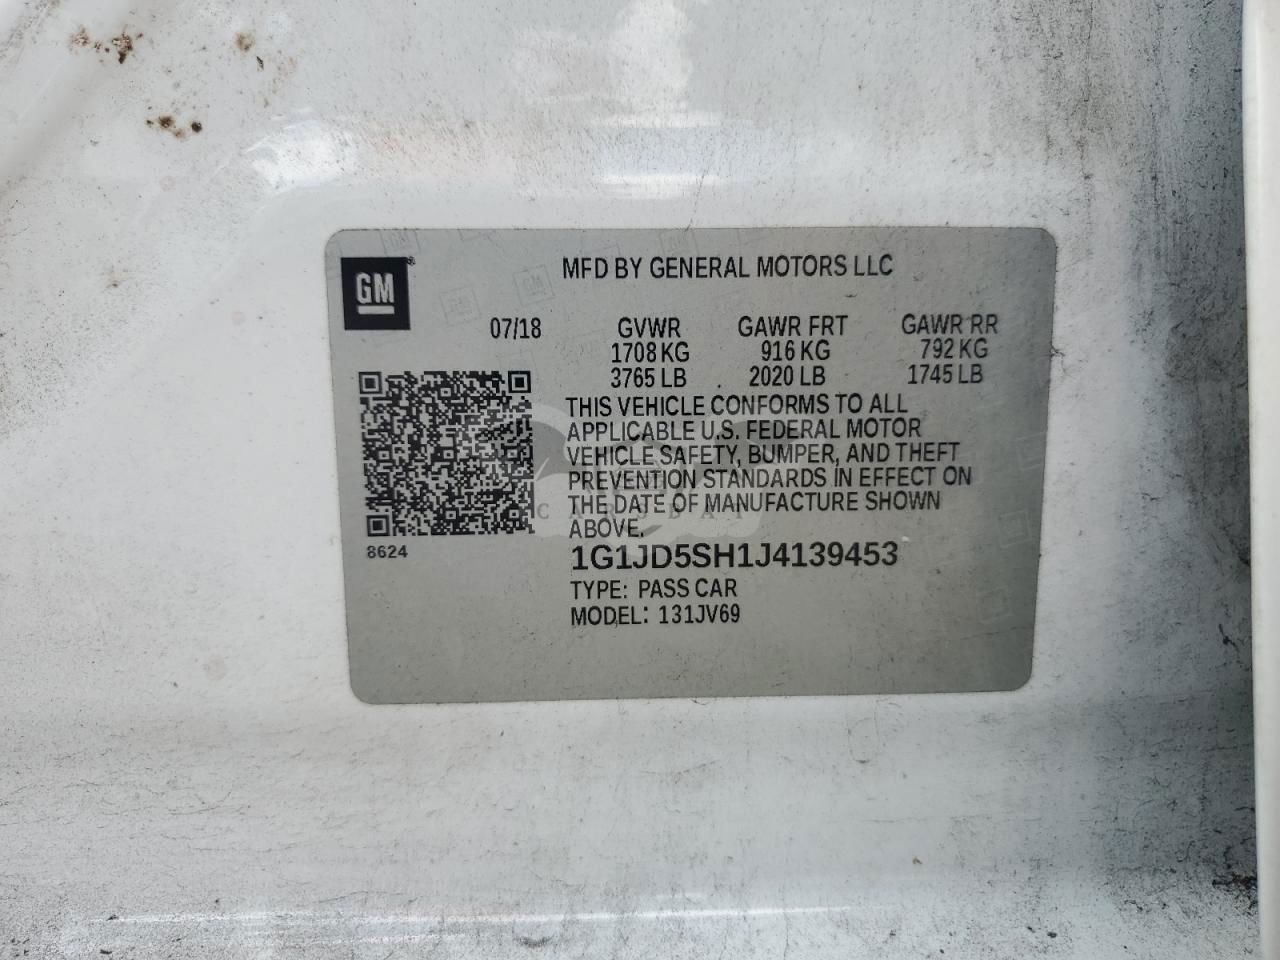 MFD BY GENERAL MOTORS LLC
GM®
07/18 GVWR GAWR FRT GAWR RR
1708 KG 916 KG 792 KG
3765 LB 2020 LB 1745 LB
THIS VEHICLE CONFORMS TO ALL
APPLICABLE U.S. FEDERAL MOTOR
VEHICLE SAFETY, BUMPER, AND THEFT
PREVENTION STANDARDS IN EFFECT ON
THE DATE OF MANUFACTURE SHOWN
ABOVE.
8624
1G1JD5SH1J4139453
TYPE: PASS CAR
MODEL: 131JV69